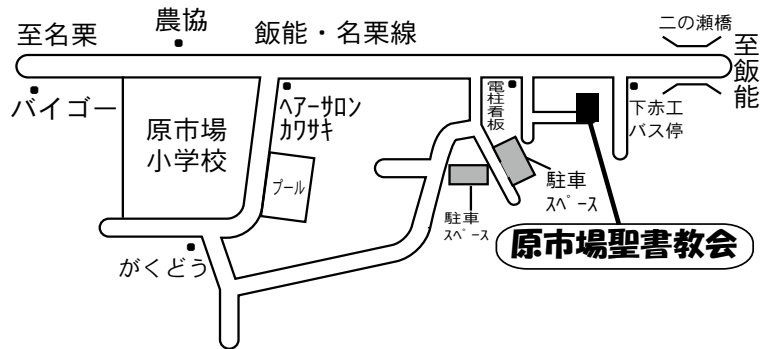 至名栗
農協
飯能・名栗線
二の瀬橋
至飯能
バイゴー
原市場
小学校
ヘアーサロン
カワサキ
電柱看板
下赤工
バス停
プール
駐車
スペース
駐車
スペース
原市場聖書教会
がくどう